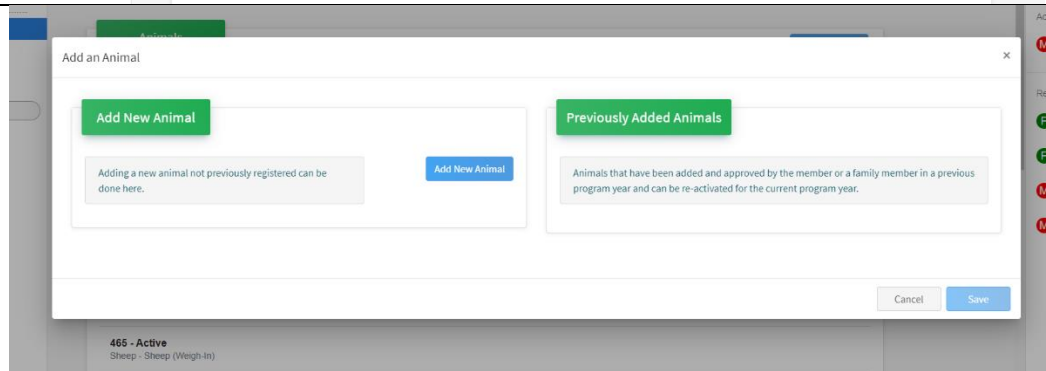 Animals
Add an Animal
×
Add New Animal
Adding a new animal not previously registered can be
done here.
Add New Animal
Previously Added Animals
Animals that have been added and approved by the member or a family member in a previous
program year and can be re-activated for the current program year.
Cancel
Save
465 - Active
Sheep - Sheep (Weigh-In)